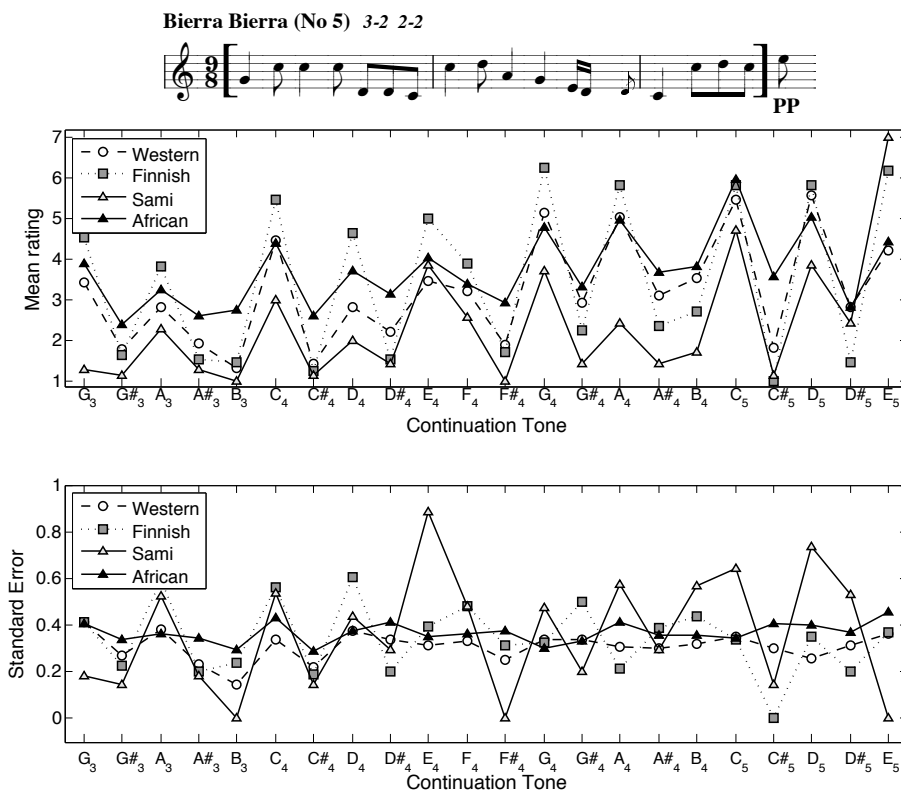 Bierra Bierra (No 5) 3-2 2-2
9
8
PP
7
6
5
4
3
2
1
Mean rating
Western
Finnish
Sami
African
G3 G#3 A3 A#3 B3 C4 C#4 D4 D#4 E4 F4 F#4 G4 G#4 A4 A#4 B4 C5 C#5 D5 D#5 E5
Continuation Tone
1
0.8
0.6
0.4
0.2
0
Standard Error
Western
Finnish
Sami
African
G3 G#3 A3 A#3 B3 C4 C#4 D4 D#4 E4 F4 F#4 G4 G#4 A4 A#4 B4 C5 C#5 D5 D#5 E5
Continuation Tone